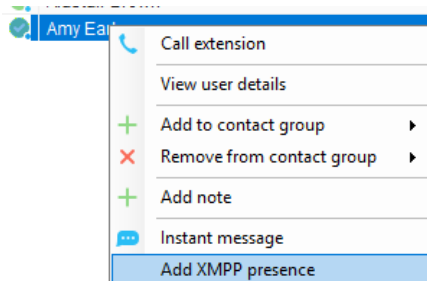 Amy Ear
Call extension
View user details
Add to contact group
Remove from contact group
Add note
Instant message
Add XMPP presence